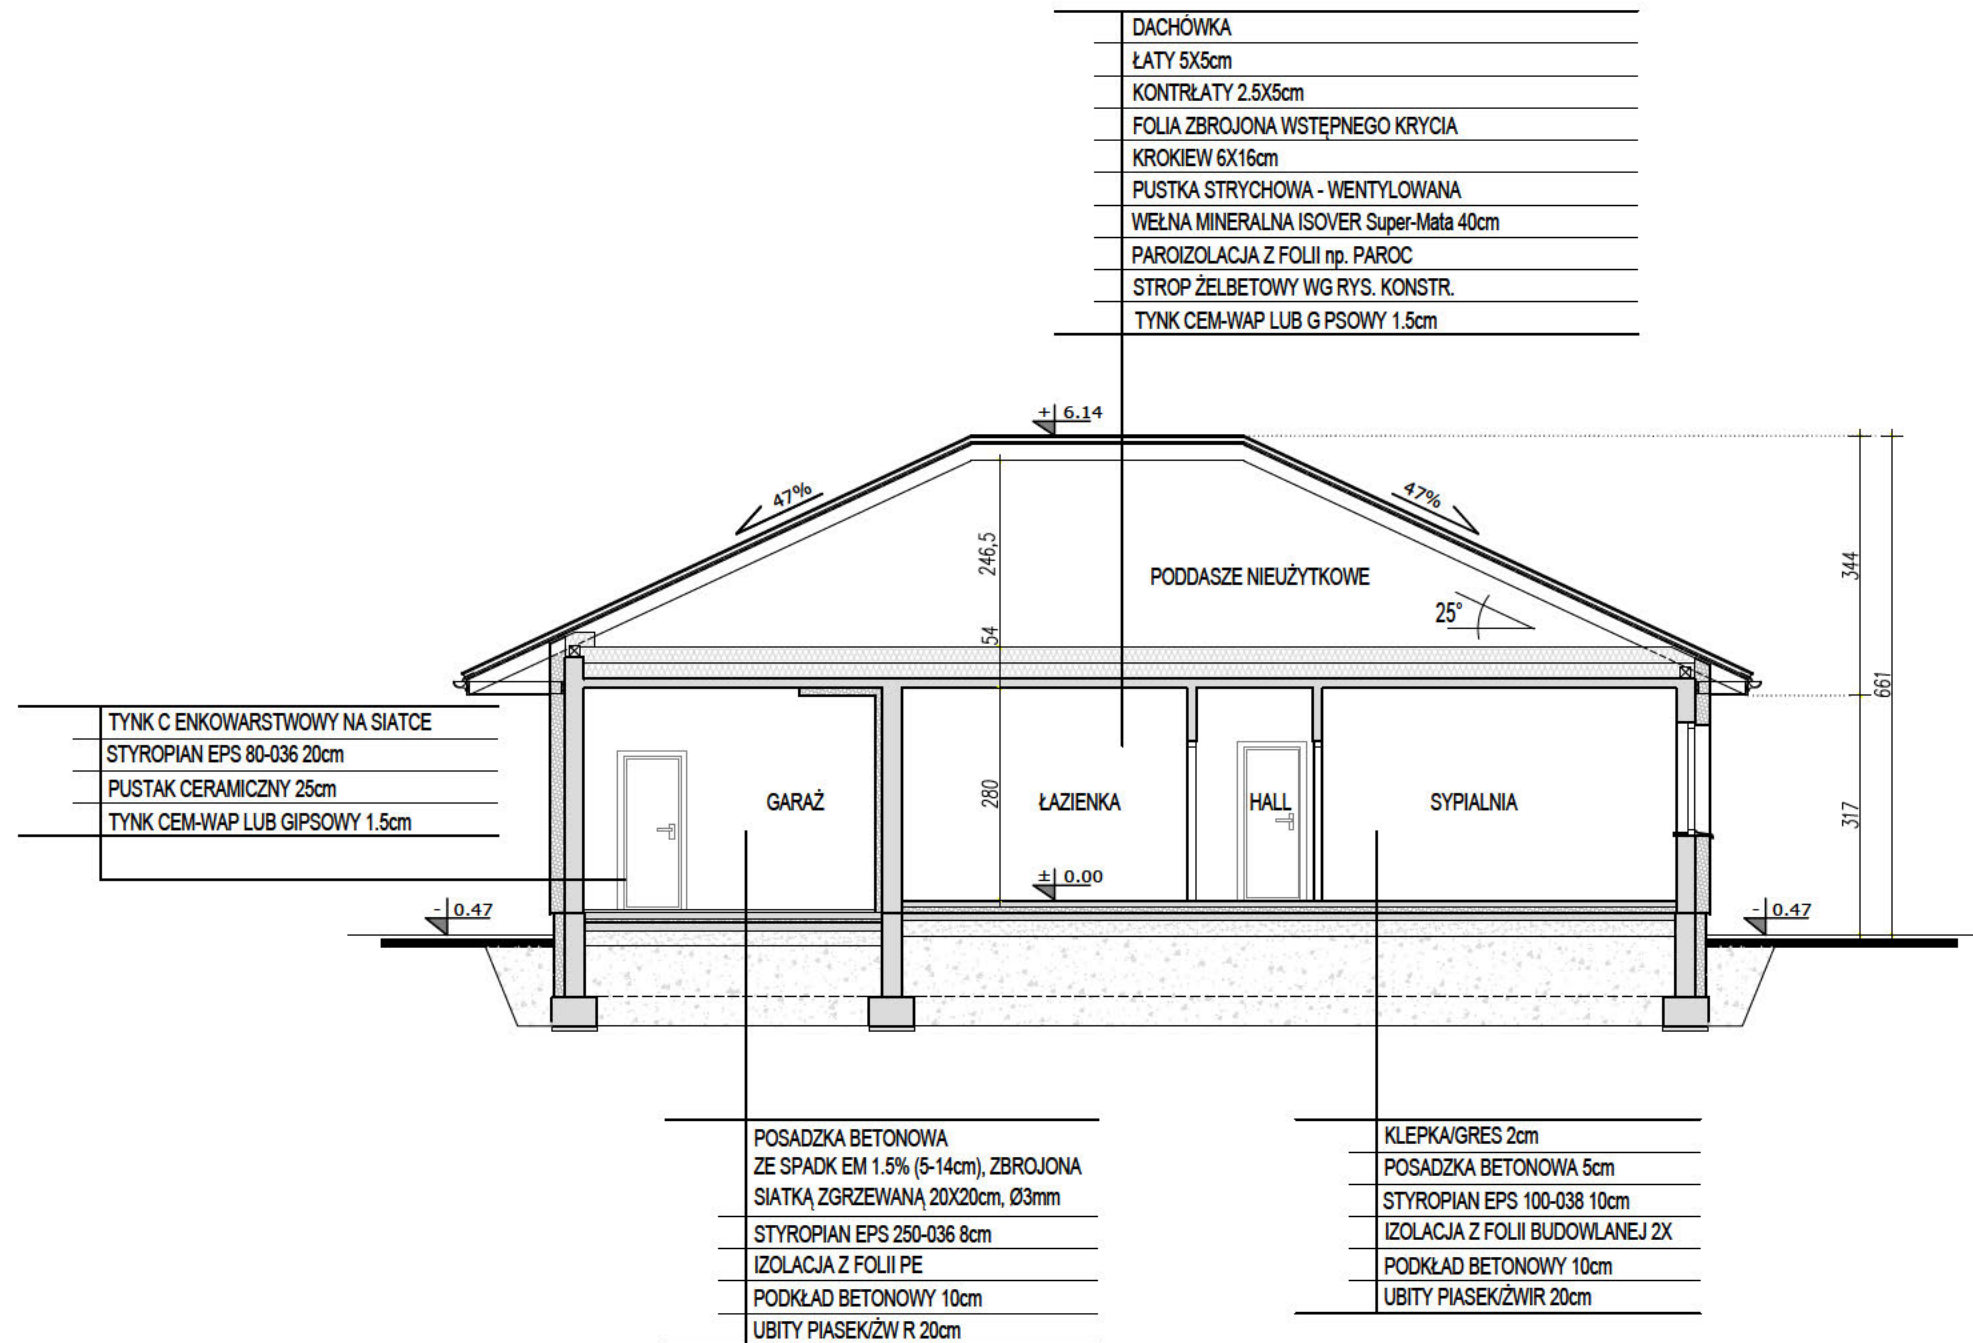 DACHÓWKA
ŁATY 5X5cm
KONTRŁATY 2.5X5cm
FOLIA ZBROJONA WSTĘPNEGO KRYCIA
KROKIEW 6X16cm
PUSTKA STRYCHOWA - WENTYLOWANA
WEŁNA MINERALNA ISOVER Super-Mata 40cm
PAROIZOLACJA Z FOLII np. PAROC
STROP ŻELBETOWY WG RYS. KONSTR.
TYNK CEM-WAP LUB G PSOWY 1.5cm
+ 6.14
47%
47%
246,5
344
PODDASZE NIEUŻYTKOWE
25°
54
661
TYNK C ENKOWARSTWOWY NA SIATCE
STYROPIAN EPS 80-036 20cm
PUSTAK CERAMICZNY 25cm
TYNK CEM-WAP LUB GIPSOWY 1.5cm
GARAŻ
280
ŁAZIENKA
HALL
SYPIALNIA
317
± 0.00
- 0.47
- 0.47
POSADZKA BETONOWA
ZE SPADK EM 1.5% (5-14cm), ZBROJONA
SIATKĄ ZGRZEWANĄ 20X20cm, Ø3mm
STYROPIAN EPS 250-036 8cm
IZOLACJA Z FOLII PE
PODKŁAD BETONOWY 10cm
UBITY PIASEK/ŻW R 20cm
KLEPKA/GRES 2cm
POSADZKA BETONOWA 5cm
STYROPIAN EPS 100-038 10cm
IZOLACJA Z FOLII BUDOWLANEJ 2X
PODKŁAD BETONOWY 10cm
UBITY PIASEK/ŻWIR 20cm